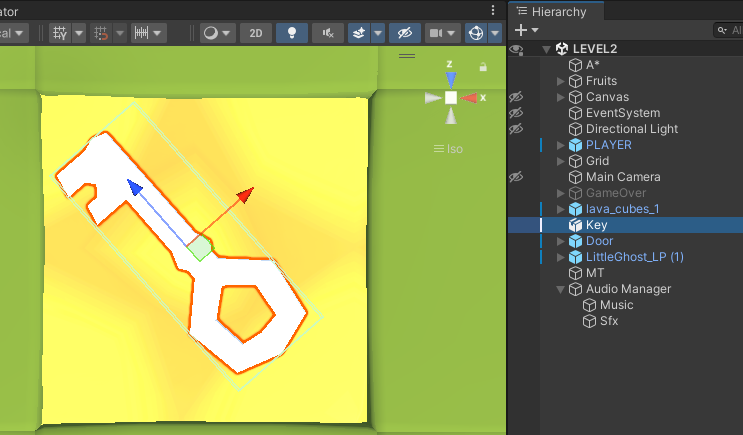 ator
Hierarchy
al
2D
All
LEVEL2
A*
Fruits
Canvas
EventSystem
Directional Light
PLAYER
Grid
Main Camera
GameOver
lava_cubes_1
Key
Door
LittleGhost_LP (1)
MT
Audio Manager
Music
Sfx
z
x
Iso